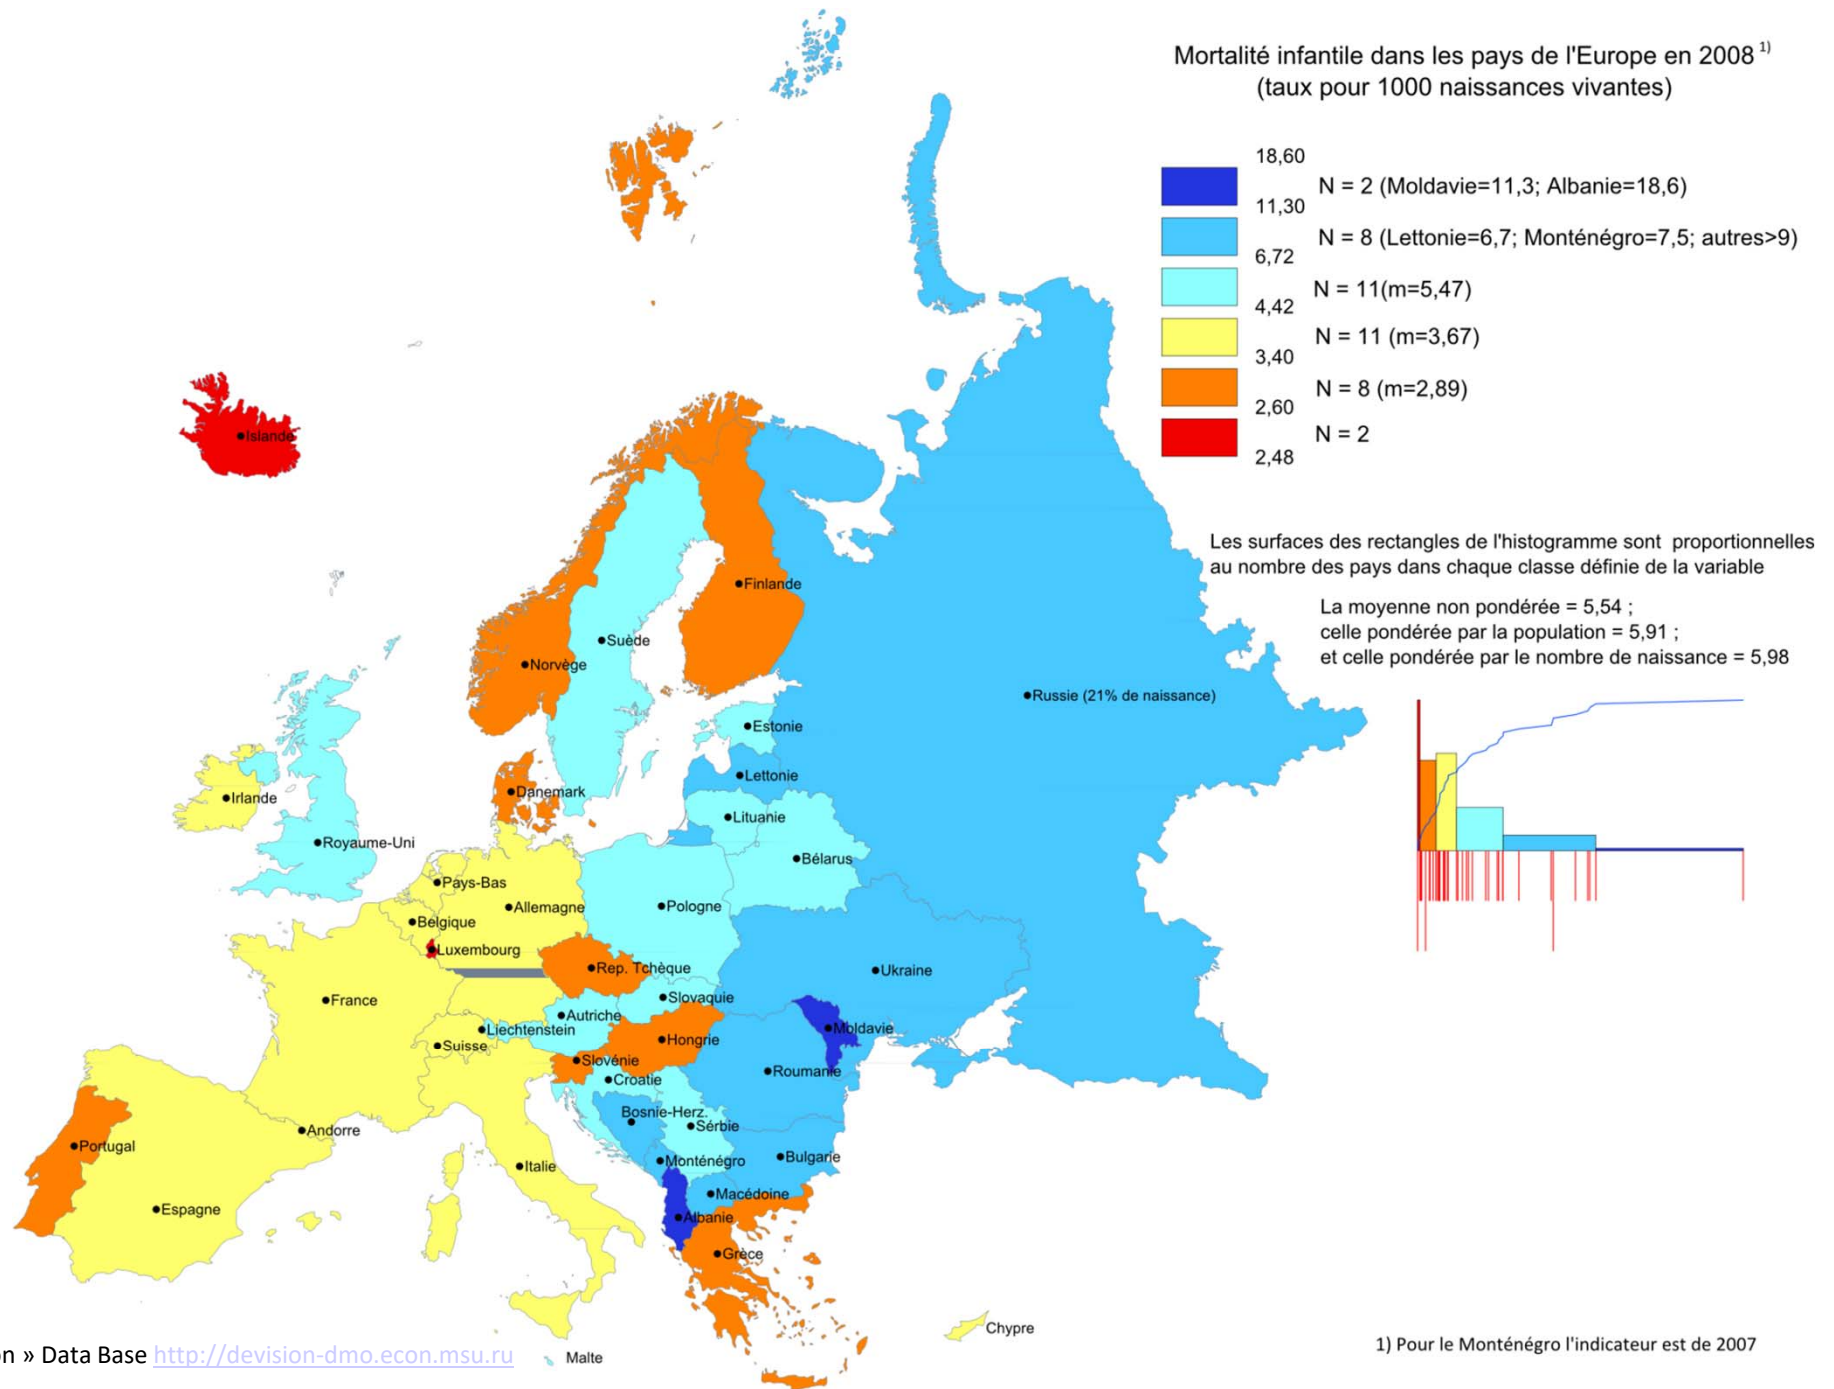 Mortalité infantile dans les pays de l'Europe en 2008 1)
(taux pour 1000 naissances vivantes)
18,60
N = 2 (Moldavie=11,3; Albanie=18,6)
11,30
N = 8 (Lettonie=6,7; Monténégro=7,5; autres>9)
6,72
N = 11(m=5,47)
4,42
N = 11 (m=3,67)
3,40
N = 8 (m=2,89)
2,60
N = 2
2,48
Les surfaces des rectangles de l'histogramme sont proportionnelles
au nombre des pays dans chaque classe définie de la variable
La moyenne non pondérée = 5,54 ;
celle pondérée par la population = 5,91 ;
et celle pondérée par le nombre de naissance = 5,98
Islande
Finlande
Suède
Norvège
Russie (21% de naissance)
Estonie
Lettonie
Danemark
Irlande
Lituanie
Royaume-Uni
Bélarus
Pays-Bas
Allemagne
Pologne
Belgique
Luxembourg
Rep. Tchèque
Ukraine
Slovaquie
France
Autriche
Liechtenstein
Moldavie
Hongrie
Suisse
Slovénie
Roumanie
Croatie
Bosnie-Herz.
Sérbie
Andorre
Portugal
Bulgarie
Monténégro
Italie
Macédoine
Espagne
Albanie
Grèce
Chypre
Malte
on » Data Base http://devision-dmo.econ.msu.ru
1) Pour le Monténégro l'indicateur est de 2007